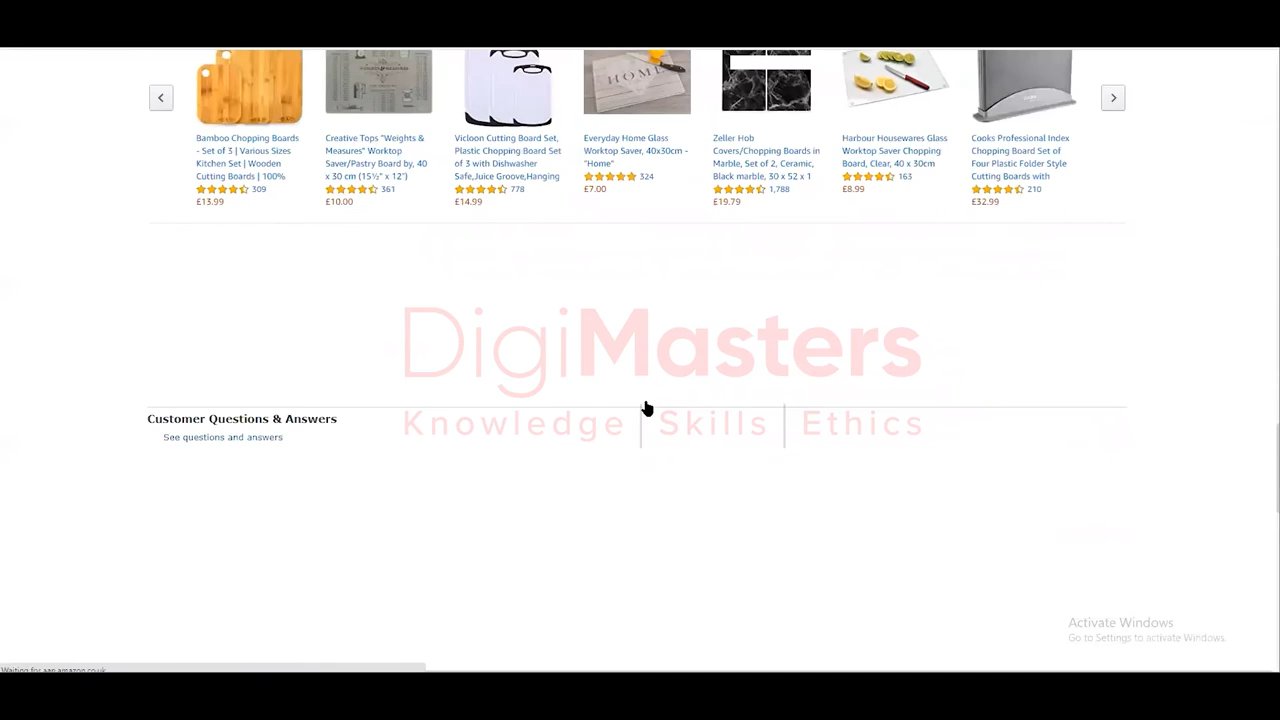 HOME
Bamboo Chopping Boards
- Set of 3 | Various Sizes
Kitchen Set | Wooden
Cutting Boards | 100%
309
£13.99
Creative Tops "Weights &
Measures" Worktop
Saver/Pastry Board by, 40
x 30 cm (15½" x 12")
361
£10.00
Vicloon Cutting Board Set,
Plastic Chopping Board Set
of 3 with Dishwasher
Safe,Juice Groove,Hanging
778
£14.99
Everyday Home Glass
Worktop Saver, 40x30cm -
"Home"
324
£7.00
Zeller Hob
Covers/Chopping Boards in
Marble, Set of 2, Ceramic,
Black marble, 30 x 52 x 1
1,788
£19.79
Harbour Housewares Glass
Worktop Saver Chopping
Board, Clear, 40 x 30cm
163
£8.99
Cooks Professional Index
Chopping Board Set of
Four Plastic Folder Style
Cutting Boards with
210
£32.99
DigiMasters
Knowledge | Skills | Ethics
Customer Questions & Answers
See questions and answers
Activate Windows
Go to Settings to activate Windows.
Waiting for aan.amazon.co.uk